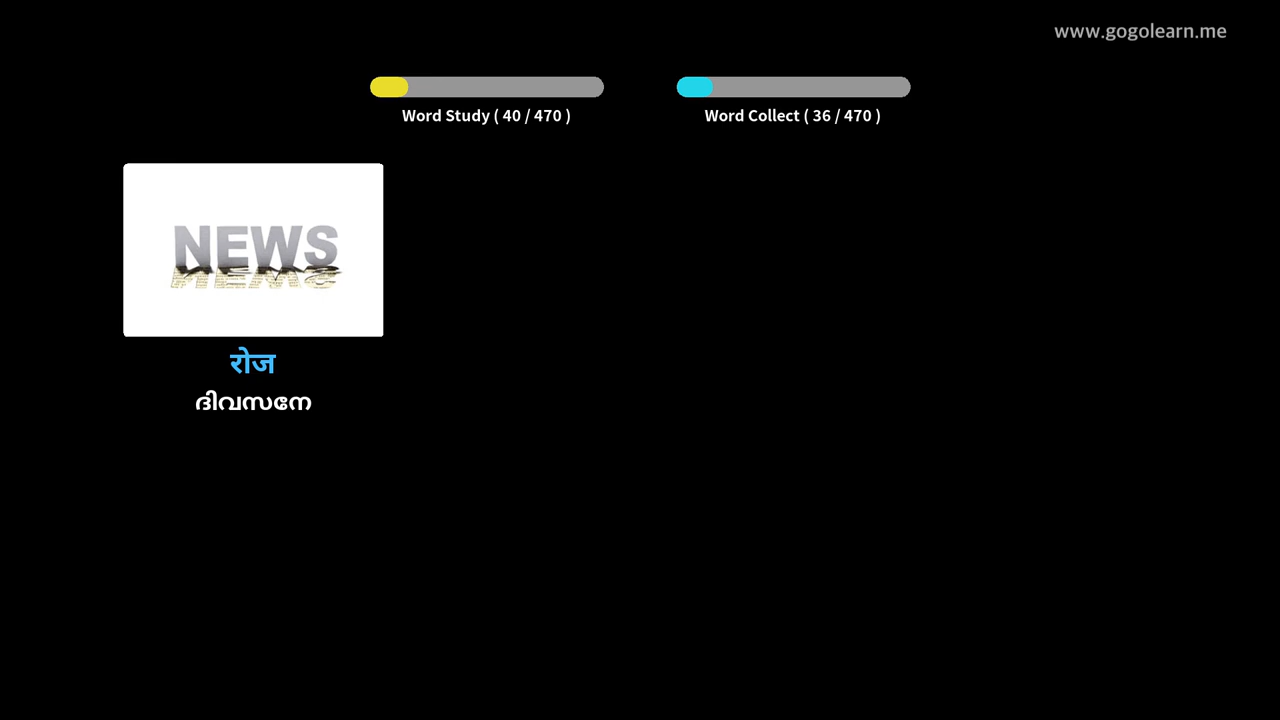 www.gogolearn.me
Word Study ( 40 / 470 )
Word Collect ( 36 / 470 )
NEWS
रोज
ദിവസനേ